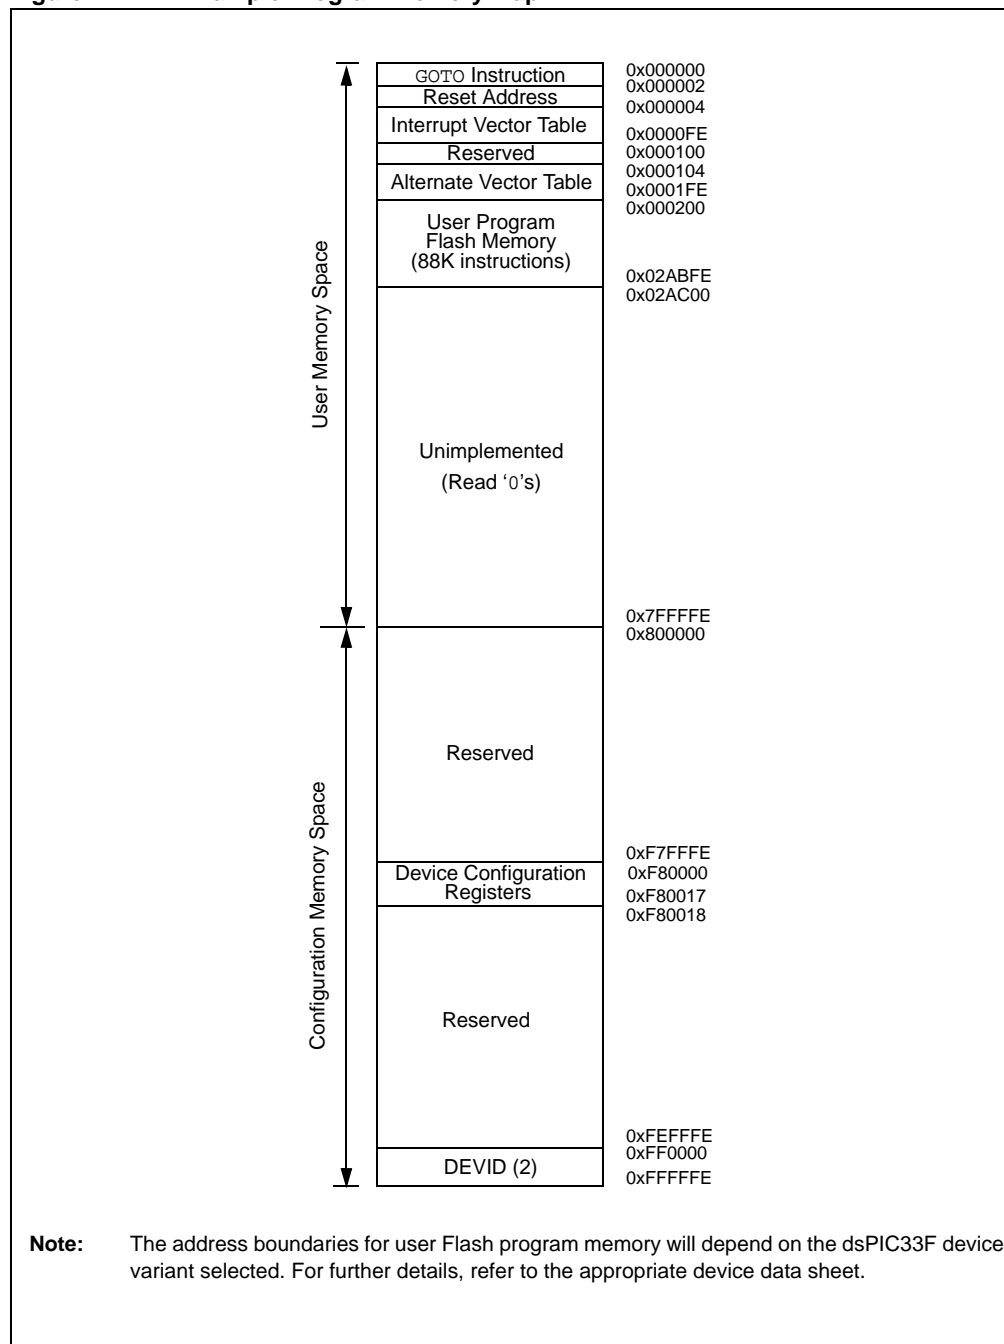 GOTO Instruction 0x000000
0x000002
Reset Address
0x000004
Interrupt Vector Table
0x0000FE
Reserved 0x000100
0x000104
Alternate Vector Table
0x0001FE
0x000200
User Program
Flash Memory
(88K instructions)
0x02ABFE
0x02AC00
User Memory Space
Unimplemented
(Read ‘0’s)
0x7FFFFE
0x800000
Reserved
Configuration Memory Space
0xF7FFFE
Device Configuration 0xF80000
Registers 0xF80017
0xF80018
Reserved
0xFEFFFE
0xFF0000
DEVID (2)
0xFFFFFE
Note: The address boundaries for user Flash program memory will depend on the dsPIC33F device
variant selected. For further details, refer to the appropriate device data sheet.